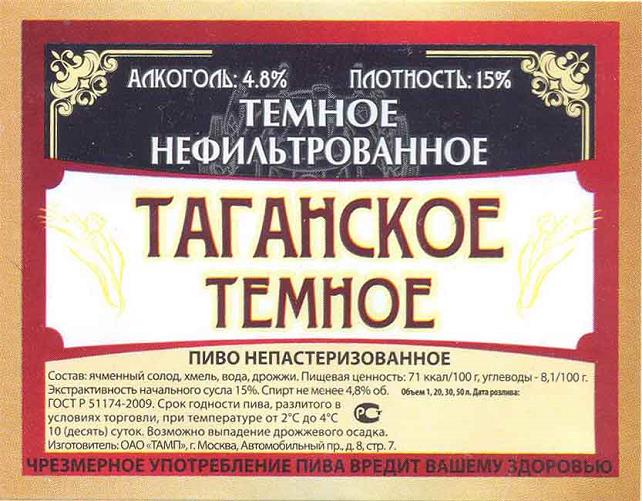 АЛКОГОЛЬ: 4.8% ПЛОТНОСТЬ: 15%
ТЕМНОЕ
НЕФИЛЬТРОВАННОЕ
ТАГАНСКОЕ
ТЕМНОЕ
ПИВО НЕПАСТЕРИЗОВАННОЕ
Состав: ячменный солод, хмель, вода, дрожжи. Пищевая ценность: 71 ккал/100 г, углеводы - 8,1/100 г.
Экстрактивность начального сусла 15%. Спирт не менее 4,8% об. Объем 1, 20, 30, 50 л. Дата розлива:
ГОСТ Р 51174-2009. Срок годности пива, разлитого в
условиях торговли, при температуре от 2°С до 4°С
10 (десять) суток. Возможно выпадение дрожжевого осадка.
Изготовитель: ОАО «ТАМП», г. Москва, Автомобильный пр., д. 8, стр. 7.
ЧРЕЗМЕРНОЕ УПОТРЕБЛЕНИЕ ПИВА ВРЕДИТ ВАШЕМУ ЗДОРОВЬЮ